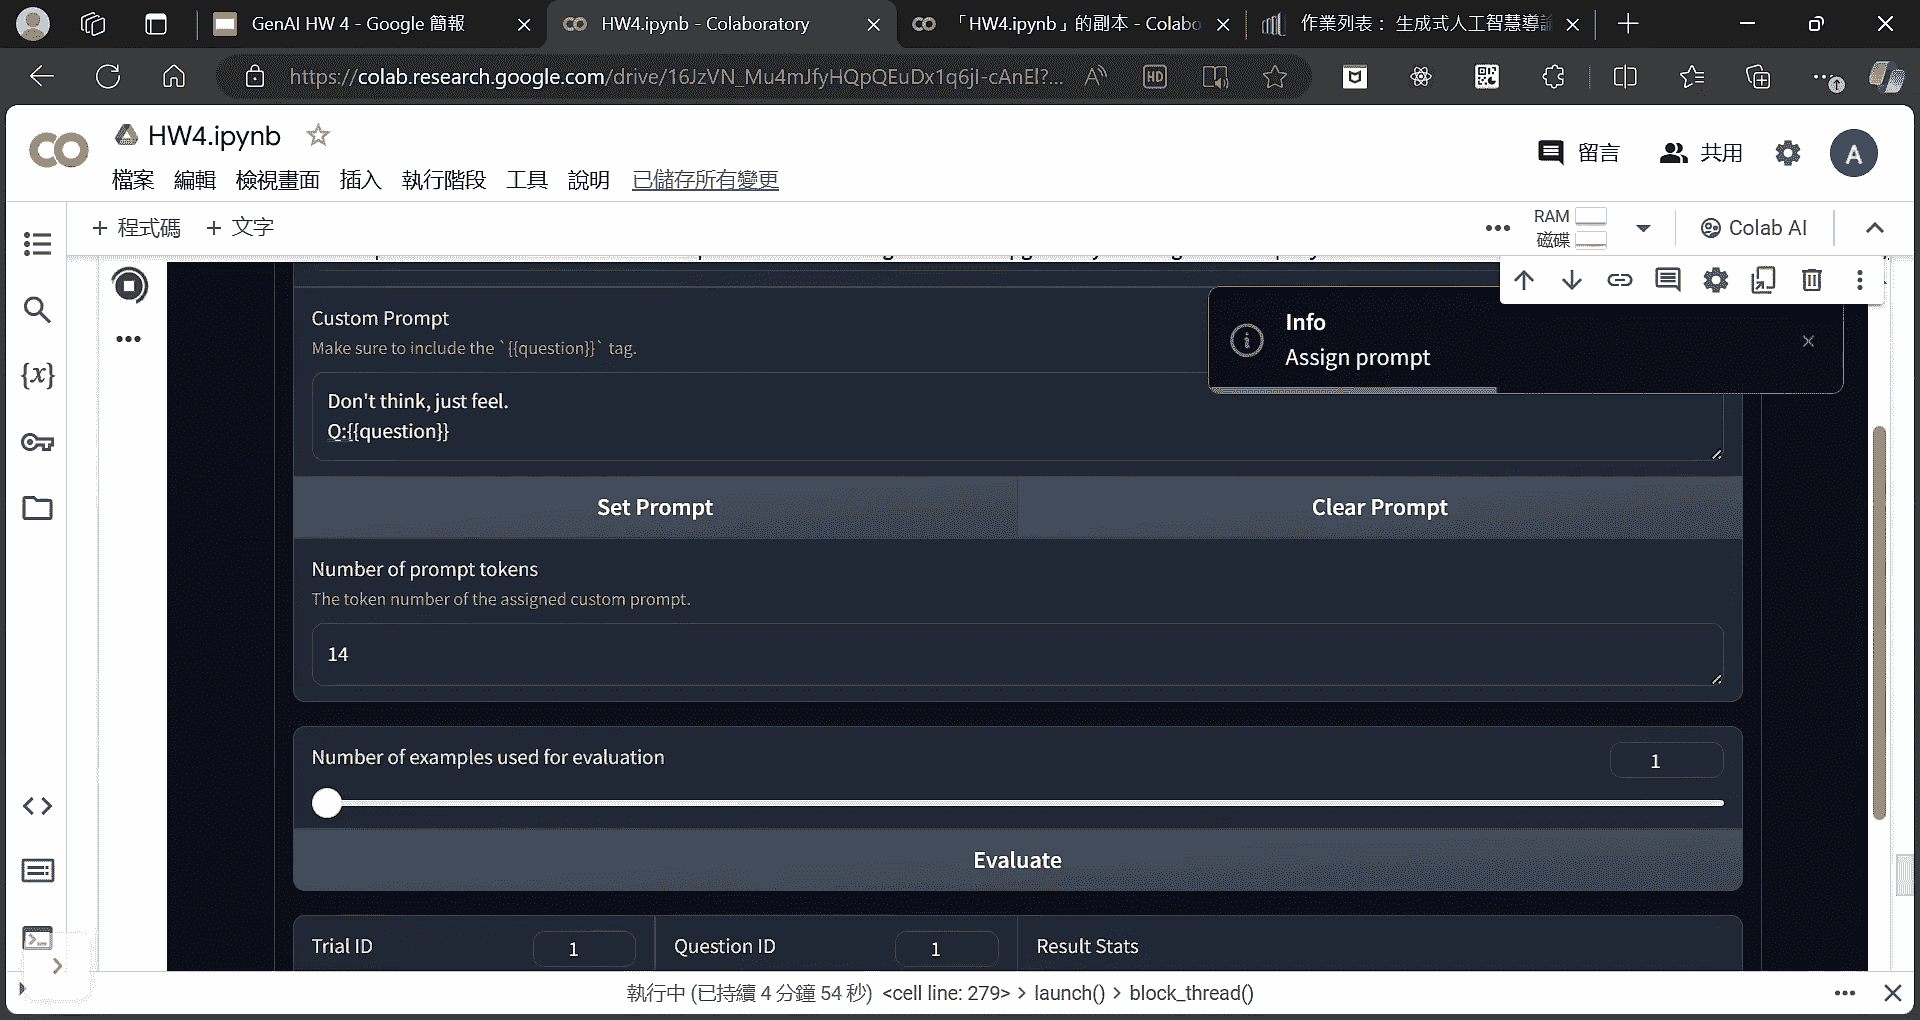 GenAI HW 4 - Google 簡報
HW4.ipynb - Colaboratory
「HW4.ipynb」的副本 - Colabo
作業列表： 生成式人工智慧導論
https://colab.research.google.com/drive/16JzVN_Mu4mJfyHQpQEuDx1q6jI-cAnEl?...
HD
CO
HW4.ipynb
留言
共用
A
檔案 編輯 檢視畫面 插入 執行階段 工具 說明 已儲存所有變更
+ 程式碼 + 文字
RAM
磁碟
Colab AI
Custom Prompt
Make sure to include the `{{question}}` tag.
Info
Assign prompt
Don't think, just feel.
Q:{{question}}
Set Prompt
Clear Prompt
Number of prompt tokens
The token number of the assigned custom prompt.
14
Number of examples used for evaluation
1
Evaluate
Trial ID
1
Question ID
1
Result Stats
執行中 (已持續 4 分鐘 54 秒) <cell line: 279> > launch() > block_thread()